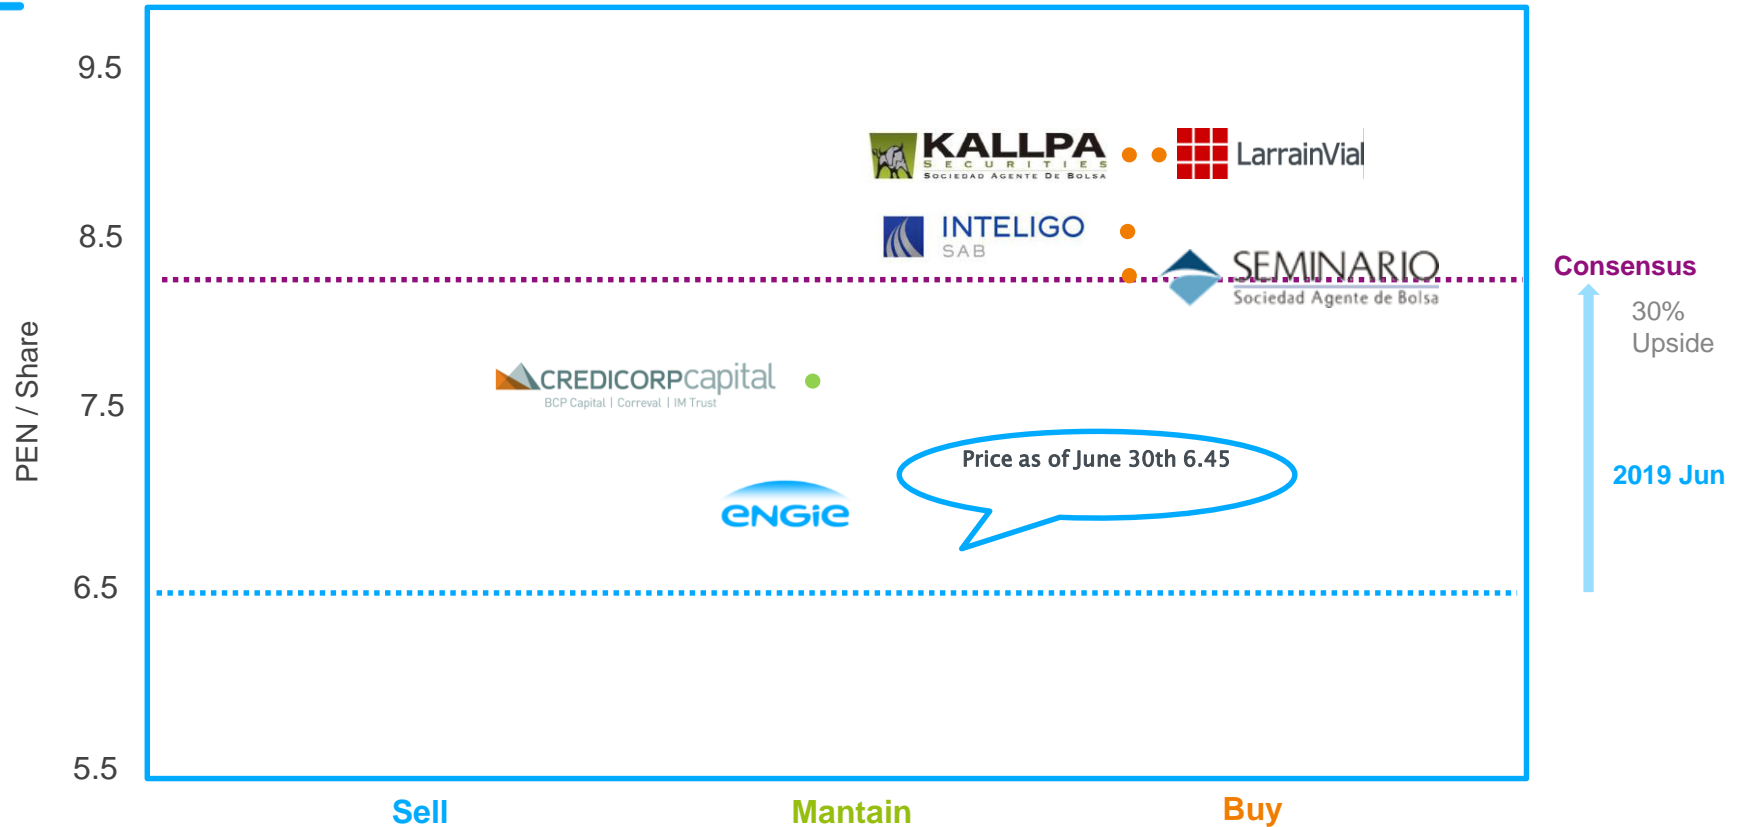 9.5
KALLPA
SECURITIES
SOCIEDAD AGENTE DE BOLSA
LarrainVial
8.5
INTELIGO
SAB
SEMINARIO
Sociedad Agente de Bolsa
Consensus
30%
Upside
PEN / Share
CREDICORPcapital
BCP Capital | Correval | IM Trust
7.5
Price as of June 30th 6.45
2019 Jun
ENGIE
6.5
5.5
Sell
Mantain
Buy